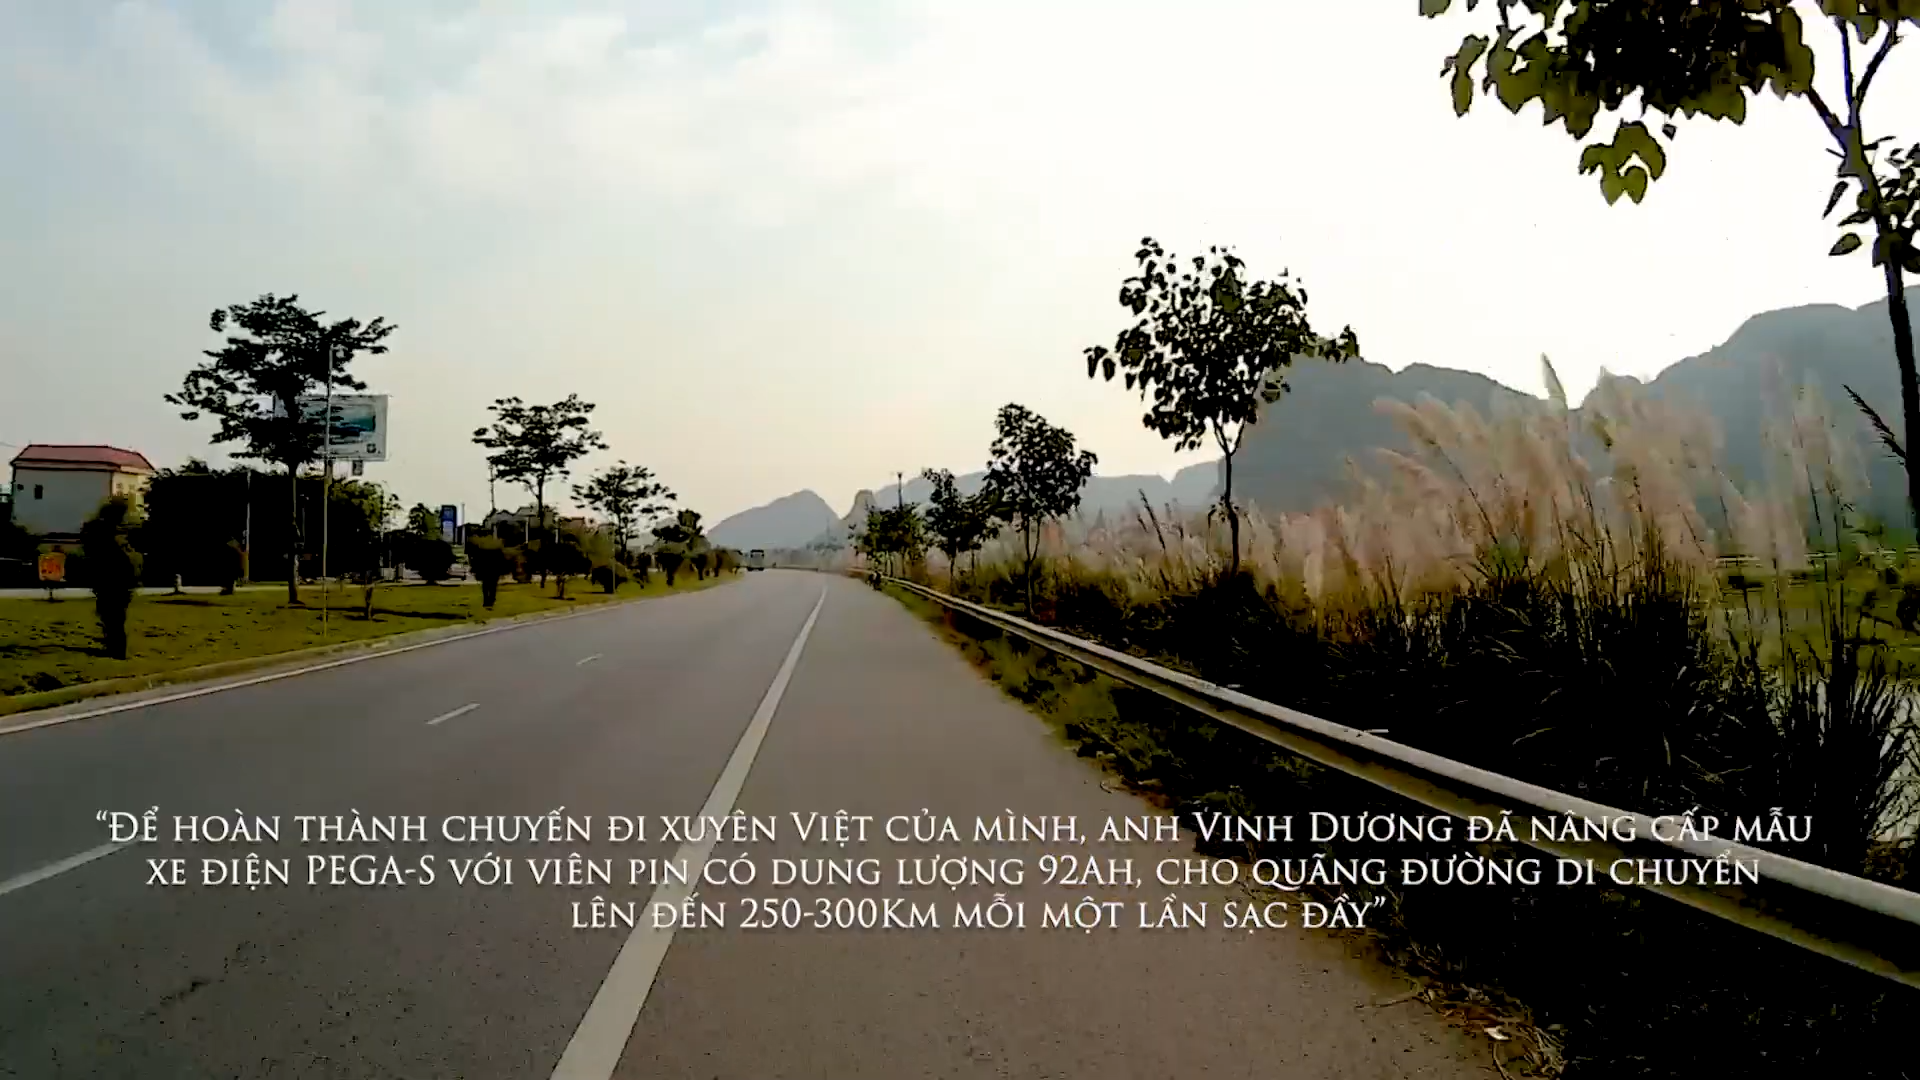 “Để hoàn thành chuyến đi xuyên Việt của mình, anh Vinh Dương đã nâng cấp mẫu
xe điện PEGA-S với viên pin có dung lượng 92Ah, cho quãng đường di chuyển
lên đến 250-300Km mỗi một lần sạc đầy”